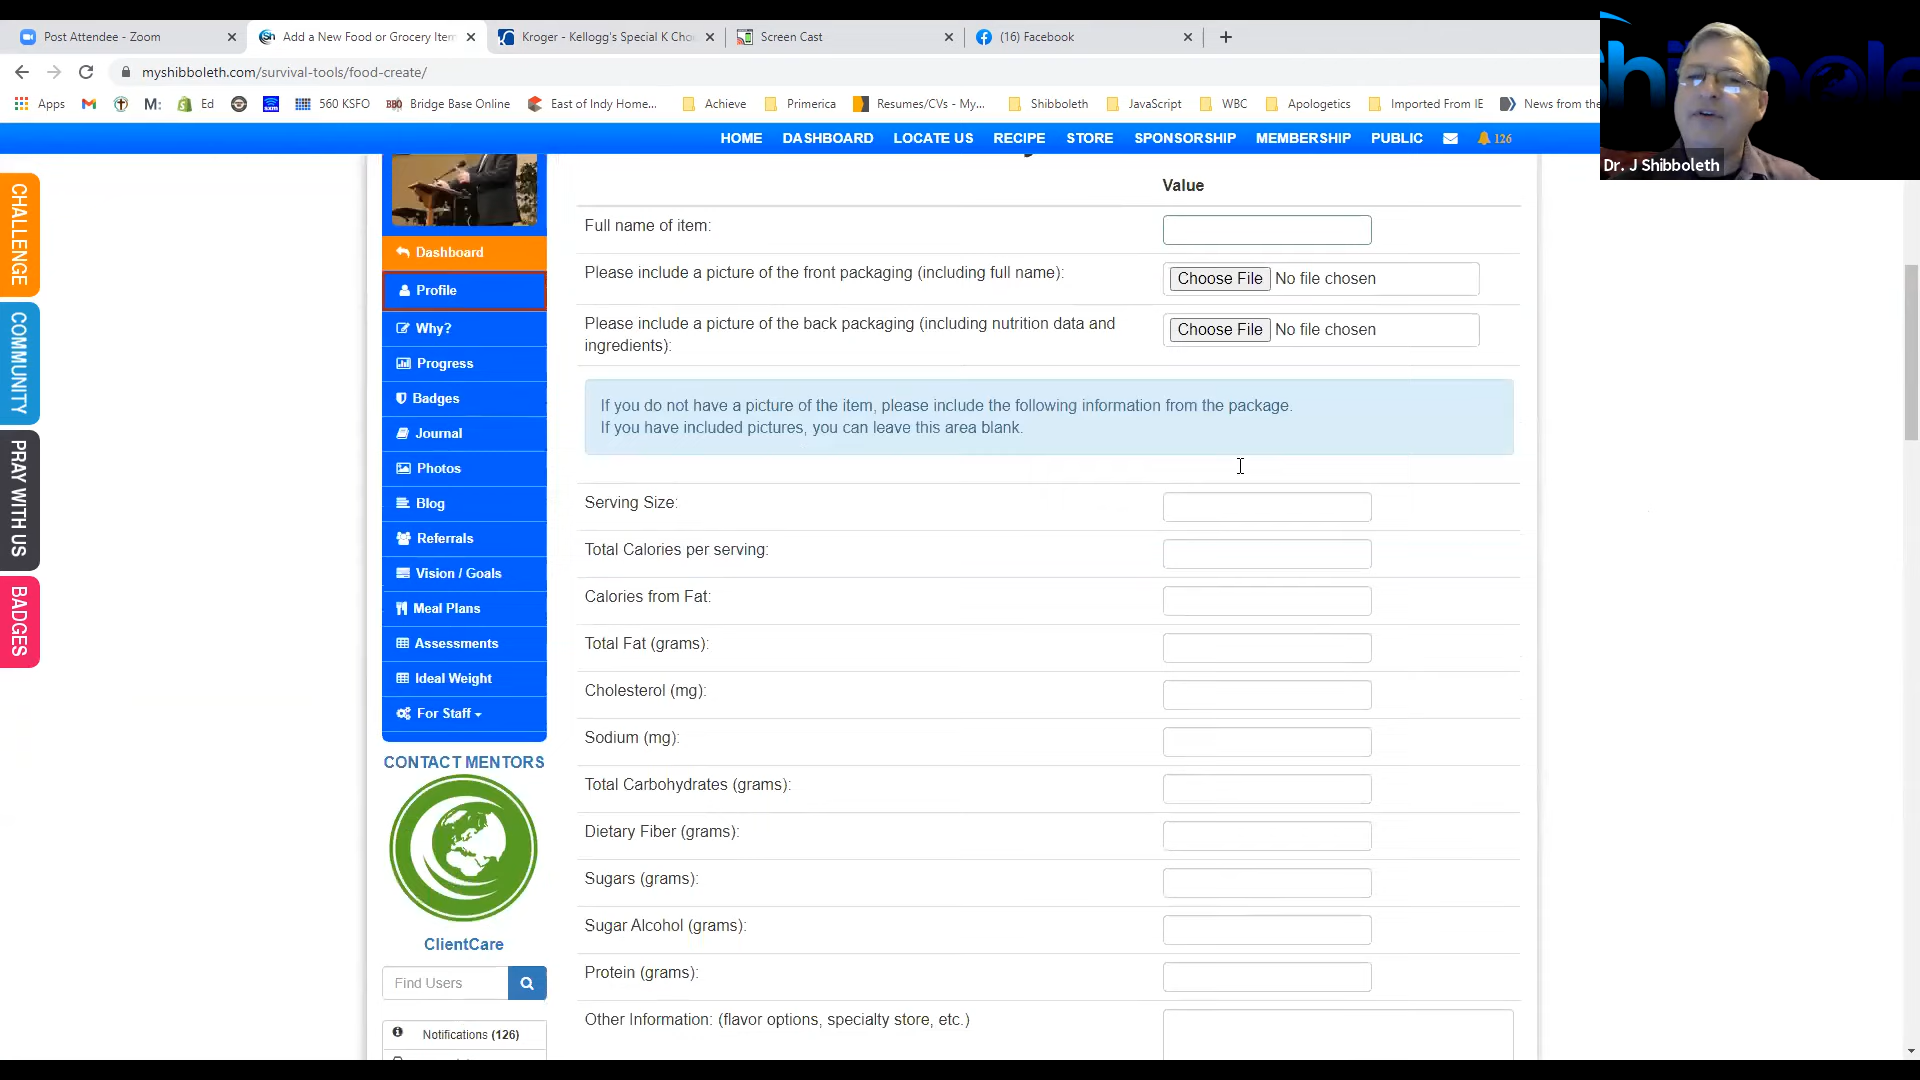 Post Attendee - Zoom
Add a New Food or Grocery Item
Kroger - Kellogg's Special K Cho
Screen Cast
(16) Facebook
myshibboleth.com/survival-tools/food-create/
Apps
M:
Ed
560 KSFO
BBO
Bridge Base Online
East of Indy Home...
Achieve
Primerica
Resumes/CVs - My...
Shibboleth
JavaScript
WBC
Apologetics
Imported From IE
News from the
Dr. J Shibboleth
HOME
DASHBOARD
LOCATE US
RECIPE
STORE
SPONSORSHIP
MEMBERSHIP
PUBLIC
126
CHALLENGE
COMMUNITY
PRAY WITH US
BADGES
Dashboard
Profile
Why?
Progress
Badges
Journal
Photos
Blog
Referrals
Vision / Goals
Meal Plans
Assessments
Ideal Weight
For Staff
CONTACT MENTORS
ClientCare
Find Users
Notifications (126)
Value
Full name of item:
Please include a picture of the front packaging (including full name):
Choose File No file chosen
Please include a picture of the back packaging (including nutrition data and
ingredients):
Choose File No file chosen
If you do not have a picture of the item, please include the following information from the package.
If you have included pictures, you can leave this area blank.
Serving Size:
Total Calories per serving:
Calories from Fat:
Total Fat (grams):
Cholesterol (mg):
Sodium (mg):
Total Carbohydrates (grams):
Dietary Fiber (grams):
Sugars (grams):
Sugar Alcohol (grams):
Protein (grams):
Other Information: (flavor options, specialty store, etc.)